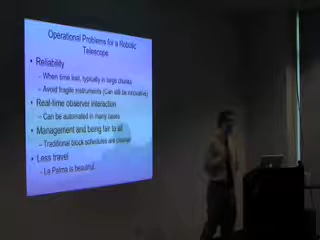 Operational Problems for a Robotic
Telescope
• Reliability
– When time lost, typically in large chunks
– Avoid fragile instruments (Can still be innovative)
• Real-time observer interaction
– Can be automated in many cases
• Management and being fair to all
– Traditional block schedules are cleaner
• Less travel
– La Palma is beautiful.